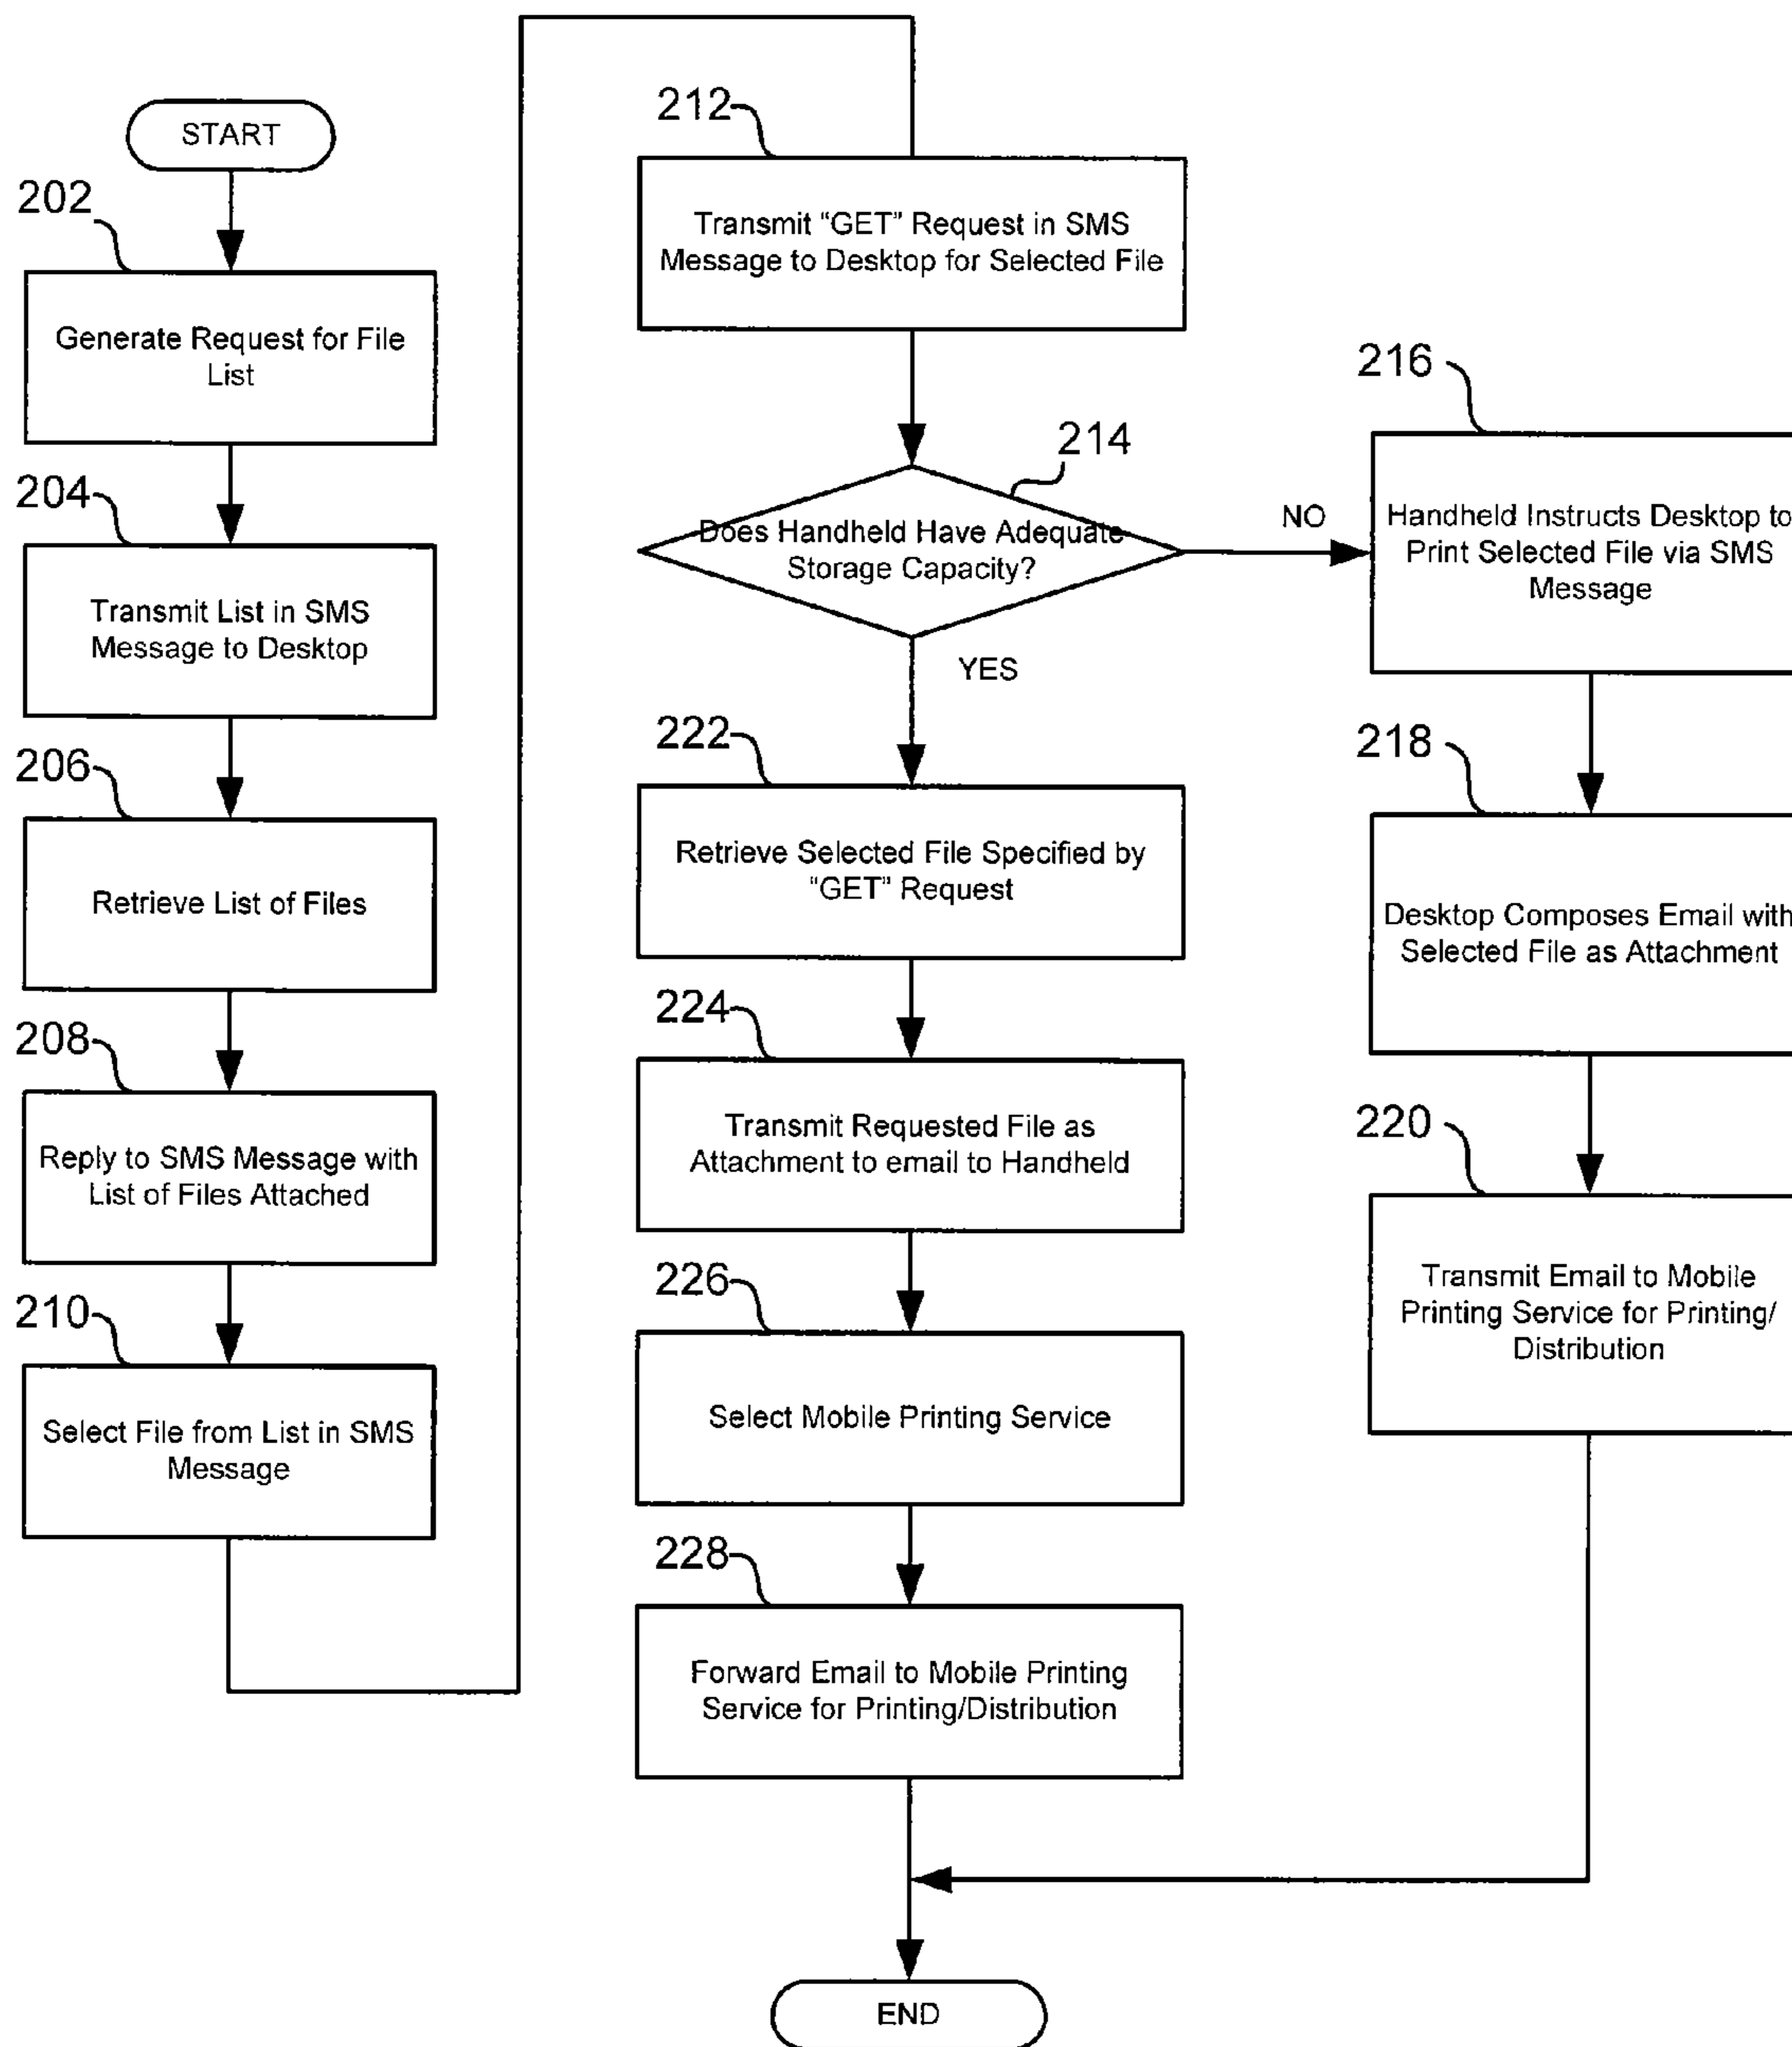 START
202
Generate Request for File
List
204
Transmit List in SMS
Message to Desktop
206
Retrieve List of Files
208
Reply to SMS Message with
List of Files Attached
210
Select File from List in SMS
Message
212
Transmit “GET” Request in SMS
Message to Desktop for Selected File
214
Does Handheld Have Adequate
Storage Capacity?
NO
YES
216
Handheld Instructs Desktop to
Print Selected File via SMS
Message
218
Desktop Composes Email with
Selected File as Attachment
220
Transmit Email to Mobile
Printing Service for Printing/
Distribution
222
Retrieve Selected File Specified by
“GET” Request
224
Transmit Requested File as
Attachment to email to Handheld
226
Select Mobile Printing Service
228
Forward Email to Mobile Printing
Service for Printing/Distribution
END